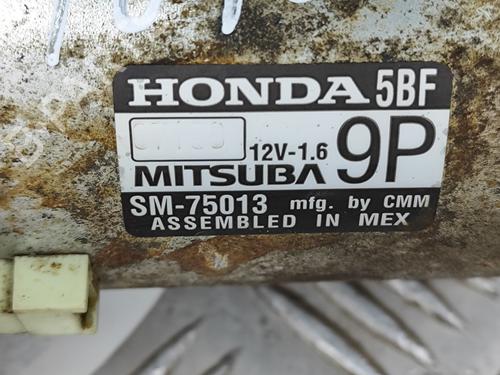 HONDA 5BF
12V-1.6 9P
MITSUBA
SM-75013 mfg. by CMM
ASSEMBLED IN MEX